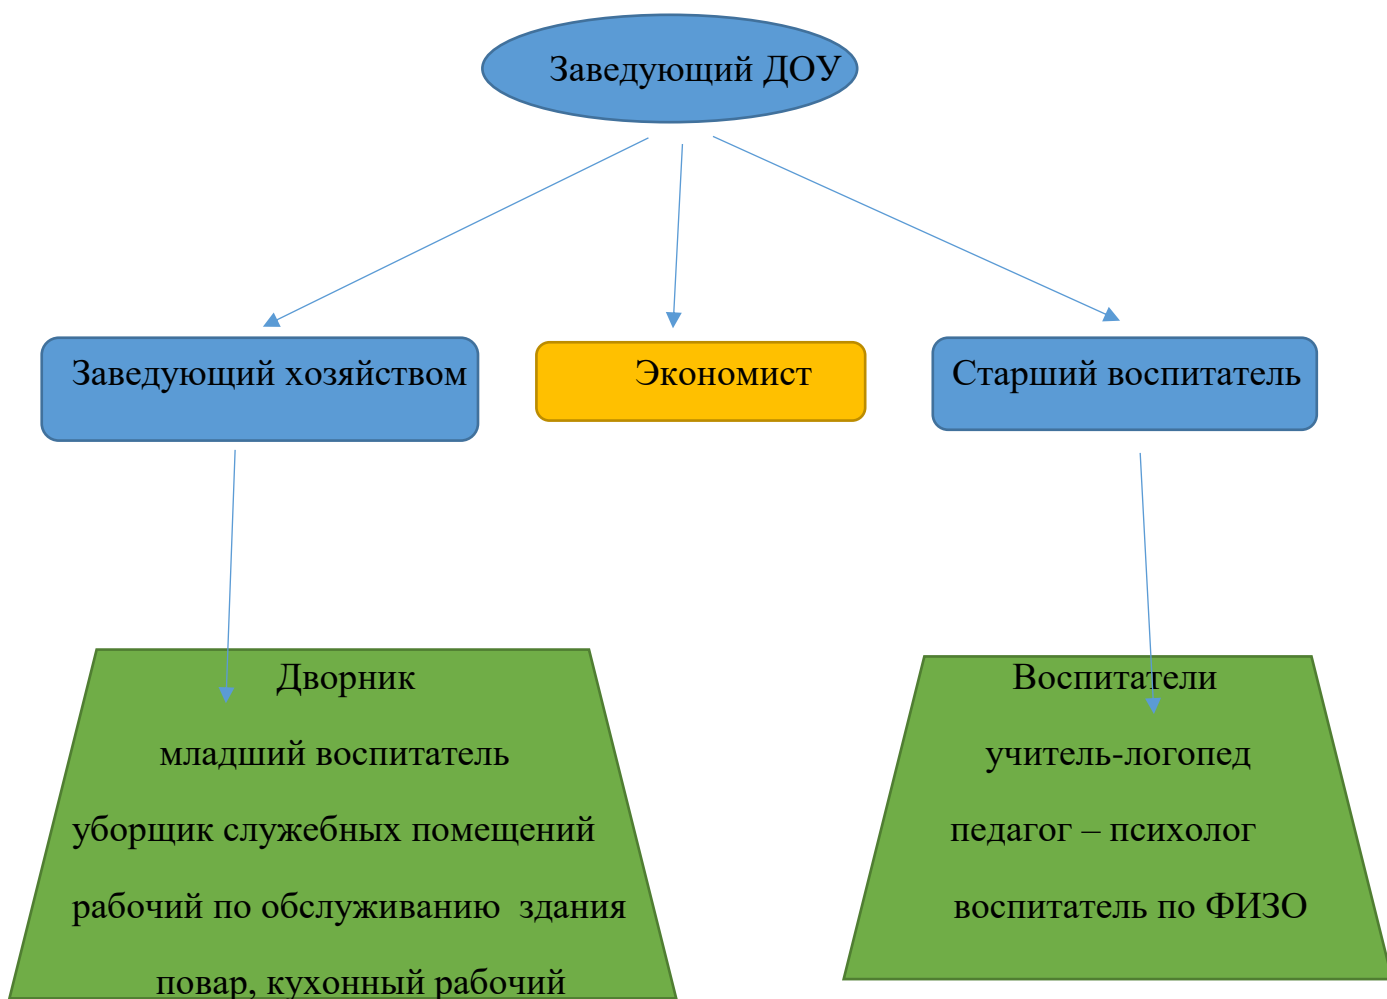 Заведующий ДОУ
Заведующий хозяйством
Экономист
Старший воспитатель
Дворник
младший воспитатель
уборщик служебных помещений
рабочий по обслуживанию здания
повар, кухонный рабочий
Воспитатели
учитель-логопед
педагог – психолог
воспитатель по ФИЗО